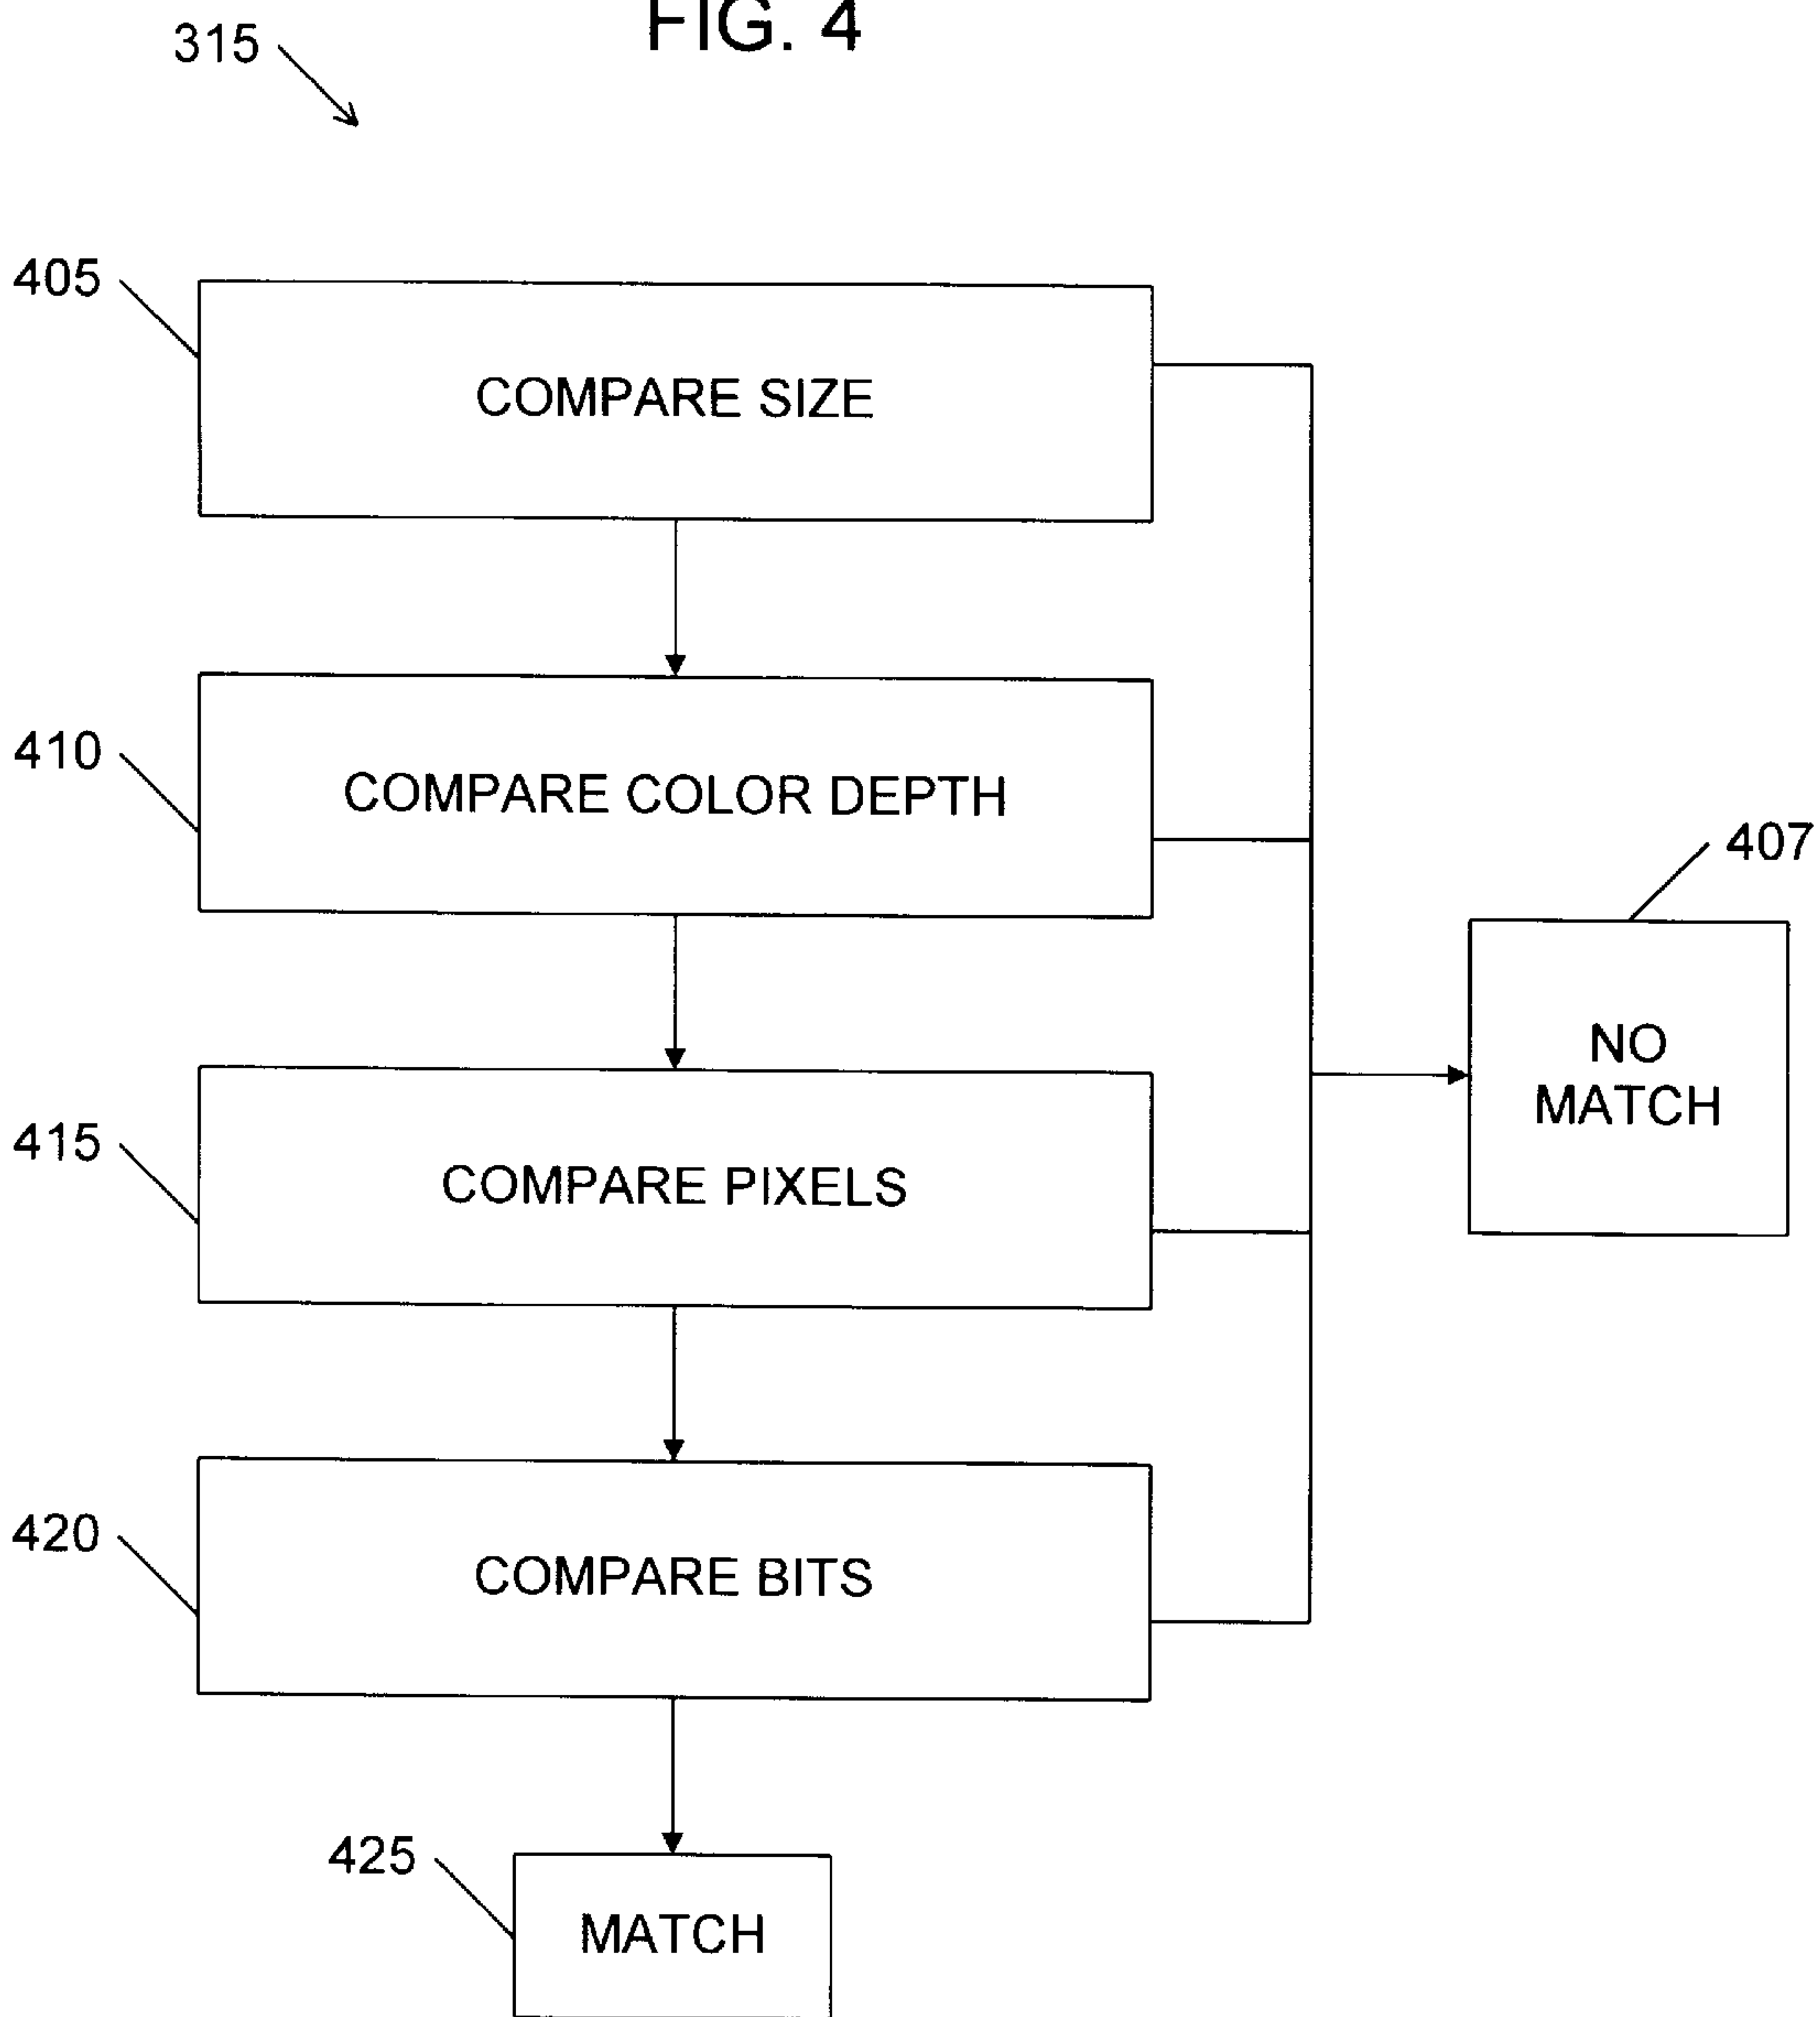 FIG. 4
315
405
COMPARE SIZE
410
COMPARE COLOR DEPTH
407
NO
MATCH
415
COMPARE PIXELS
420
COMPARE BITS
425
MATCH